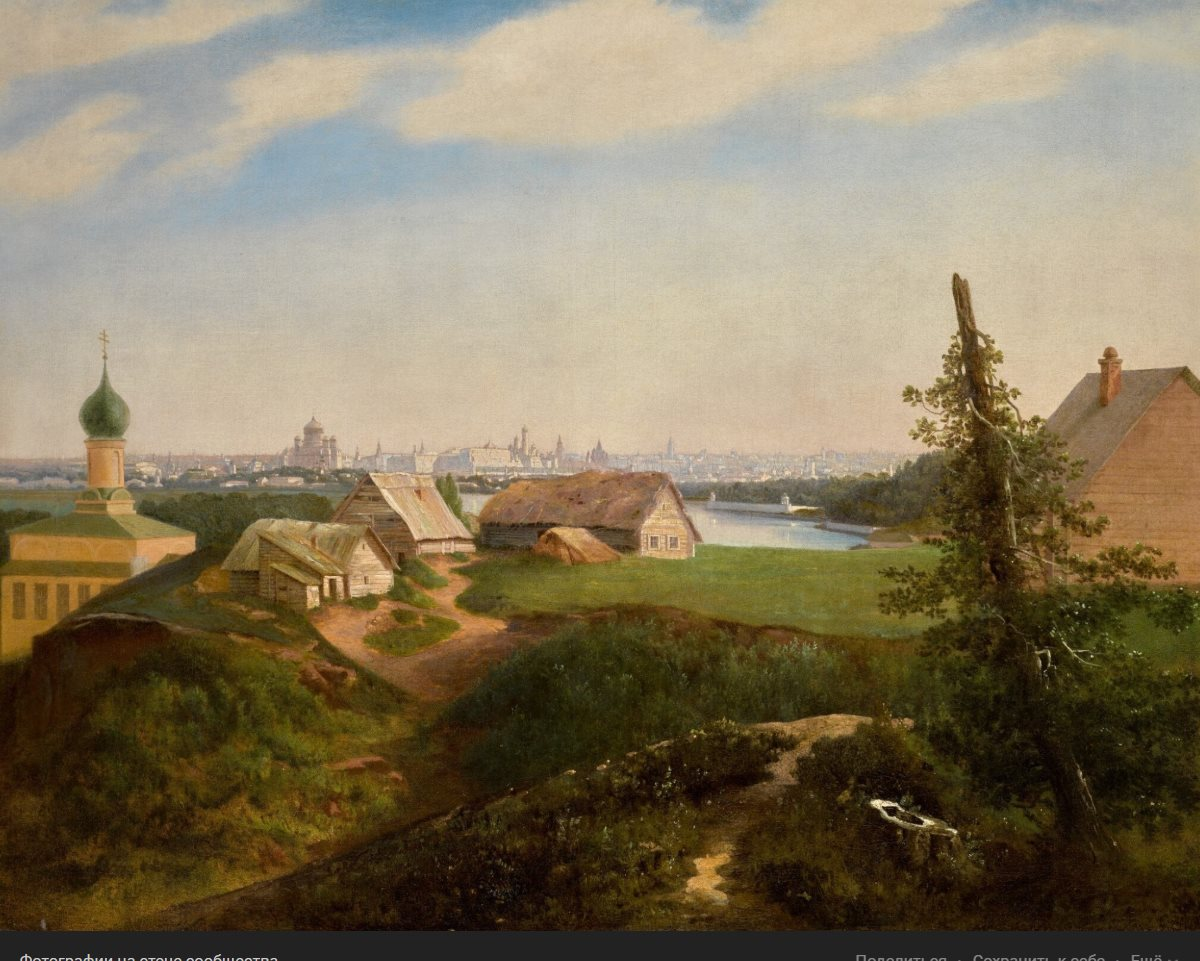 Фотографии на стене сообщества
Поделиться · Сохранить к себе · Ещё